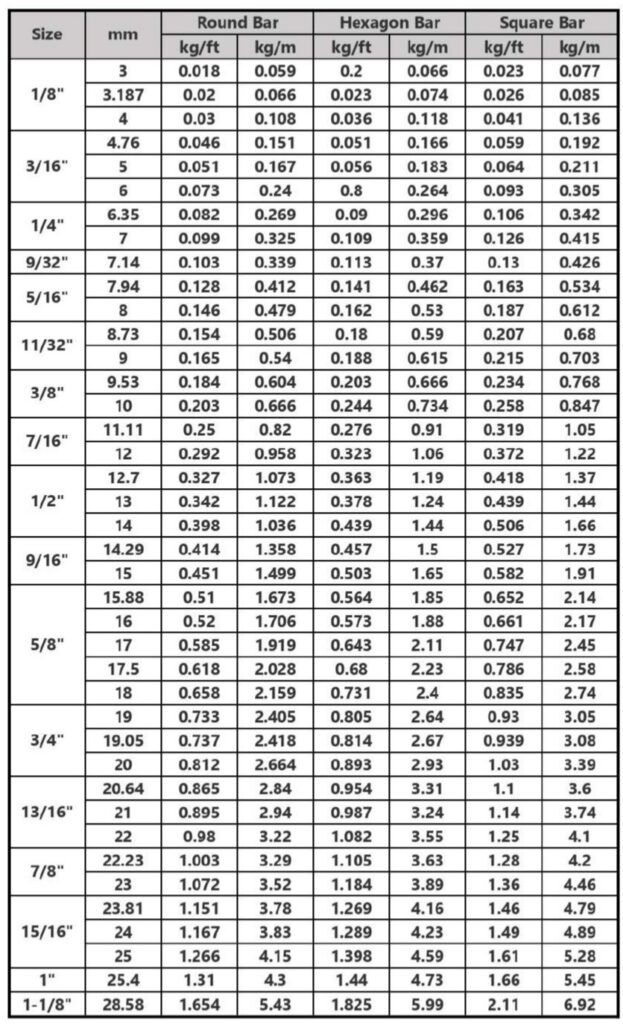 Size mm Round Bar Hexagon Bar Square Bar
kg/ft kg/m kg/ft kg/m kg/ft kg/m
1/8" 3 0.018 0.059 0.2 0.066 0.023 0.077
3.187 0.02 0.066 0.023 0.074 0.026 0.085
4 0.03 0.108 0.036 0.118 0.041 0.136
3/16" 4.76 0.046 0.151 0.051 0.166 0.059 0.192
5 0.051 0.167 0.056 0.183 0.064 0.211
6 0.073 0.24 0.8 0.264 0.093 0.305
1/4" 6.35 0.082 0.269 0.09 0.296 0.106 0.342
7 0.099 0.325 0.109 0.359 0.126 0.415
9/32" 7.14 0.103 0.339 0.113 0.37 0.13 0.426
5/16" 7.94 0.128 0.412 0.141 0.462 0.163 0.534
8 0.146 0.479 0.162 0.53 0.187 0.612
11/32" 8.73 0.154 0.506 0.18 0.59 0.207 0.68
9 0.165 0.54 0.188 0.615 0.215 0.703
3/8" 9.53 0.184 0.604 0.203 0.666 0.234 0.768
10 0.203 0.666 0.244 0.734 0.258 0.847
7/16" 11.11 0.25 0.82 0.276 0.91 0.319 1.05
12 0.292 0.958 0.323 1.06 0.372 1.22
1/2" 12.7 0.327 1.073 0.363 1.19 0.418 1.37
13 0.342 1.122 0.378 1.24 0.439 1.44
14 0.398 1.036 0.439 1.44 0.506 1.66
9/16" 14.29 0.414 1.358 0.457 1.5 0.527 1.73
15 0.451 1.499 0.503 1.65 0.582 1.91
5/8" 15.88 0.51 1.673 0.564 1.85 0.652 2.14
16 0.52 1.706 0.573 1.88 0.661 2.17
17 0.585 1.919 0.643 2.11 0.747 2.45
17.5 0.618 2.028 0.68 2.23 0.786 2.58
18 0.658 2.159 0.731 2.4 0.835 2.74
3/4" 19 0.733 2.405 0.805 2.64 0.93 3.05
19.05 0.737 2.418 0.814 2.67 0.939 3.08
20 0.812 2.664 0.893 2.93 1.03 3.39
13/16" 20.64 0.865 2.84 0.954 3.31 1.1 3.6
21 0.895 2.94 0.987 3.24 1.14 3.74
22 0.98 3.22 1.082 3.55 1.25 4.1
7/8" 22.23 1.003 3.29 1.105 3.63 1.28 4.2
23 1.072 3.52 1.184 3.89 1.36 4.46
15/16" 23.81 1.151 3.78 1.269 4.16 1.46 4.79
24 1.167 3.83 1.289 4.23 1.49 4.89
25 1.266 4.15 1.398 4.59 1.61 5.28
1" 25.4 1.31 4.3 1.44 4.73 1.66 5.45
1-1/8" 28.58 1.654 5.43 1.825 5.99 2.11 6.92